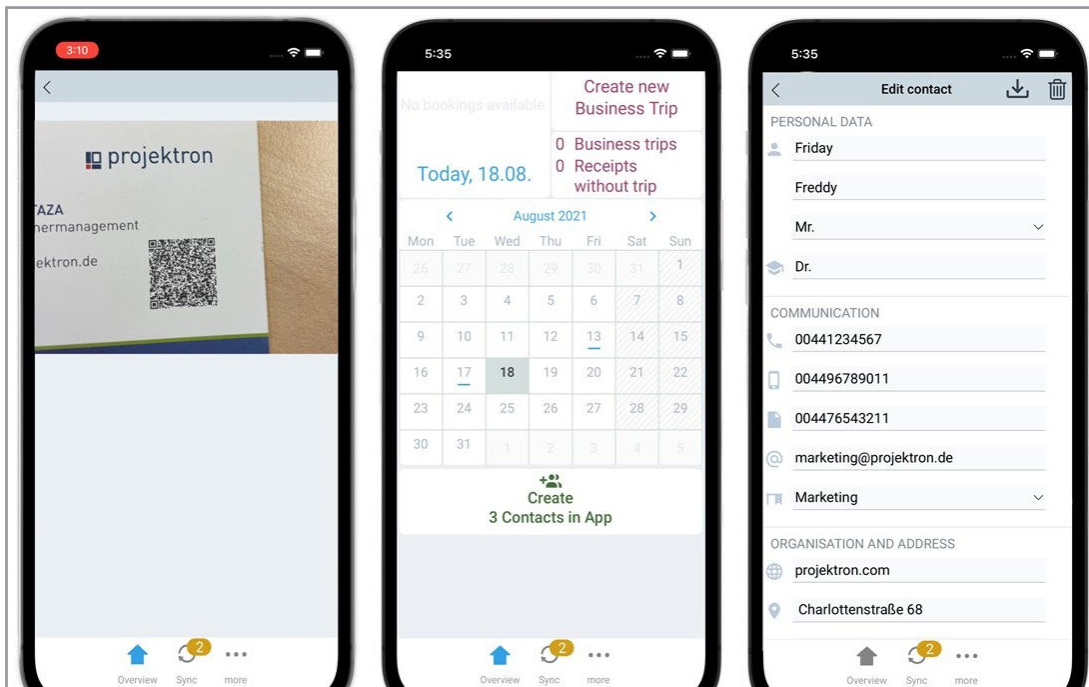 3:10
projektron
TAZA
nermanagement
ektron.de
Overview
2
Sync
more
5:35
No bookings available.
Create new
Business Trip
0 Business trips
0 Receipts
without trip
Today, 18.08.
August 2021
Mon Tue Wed Thu Fri Sat Sun
26 27 28 29 30 31 1
2 3 4 5 6 7 8
9 10 11 12 13 14 15
16 17 18 19 20 21 22
23 24 25 26 27 28 29
30 31 1 2 3 4 5
Create
3 Contacts in App
Overview
2
Sync
more
5:35
Edit contact
PERSONAL DATA
Friday
Freddy
Mr.
Dr.
COMMUNICATION
00441234567
004496789011
004476543211
marketing@projektron.de
Marketing
ORGANISATION AND ADDRESS
projektron.com
Charlottenstraße 68
Overview
2
Sync
more